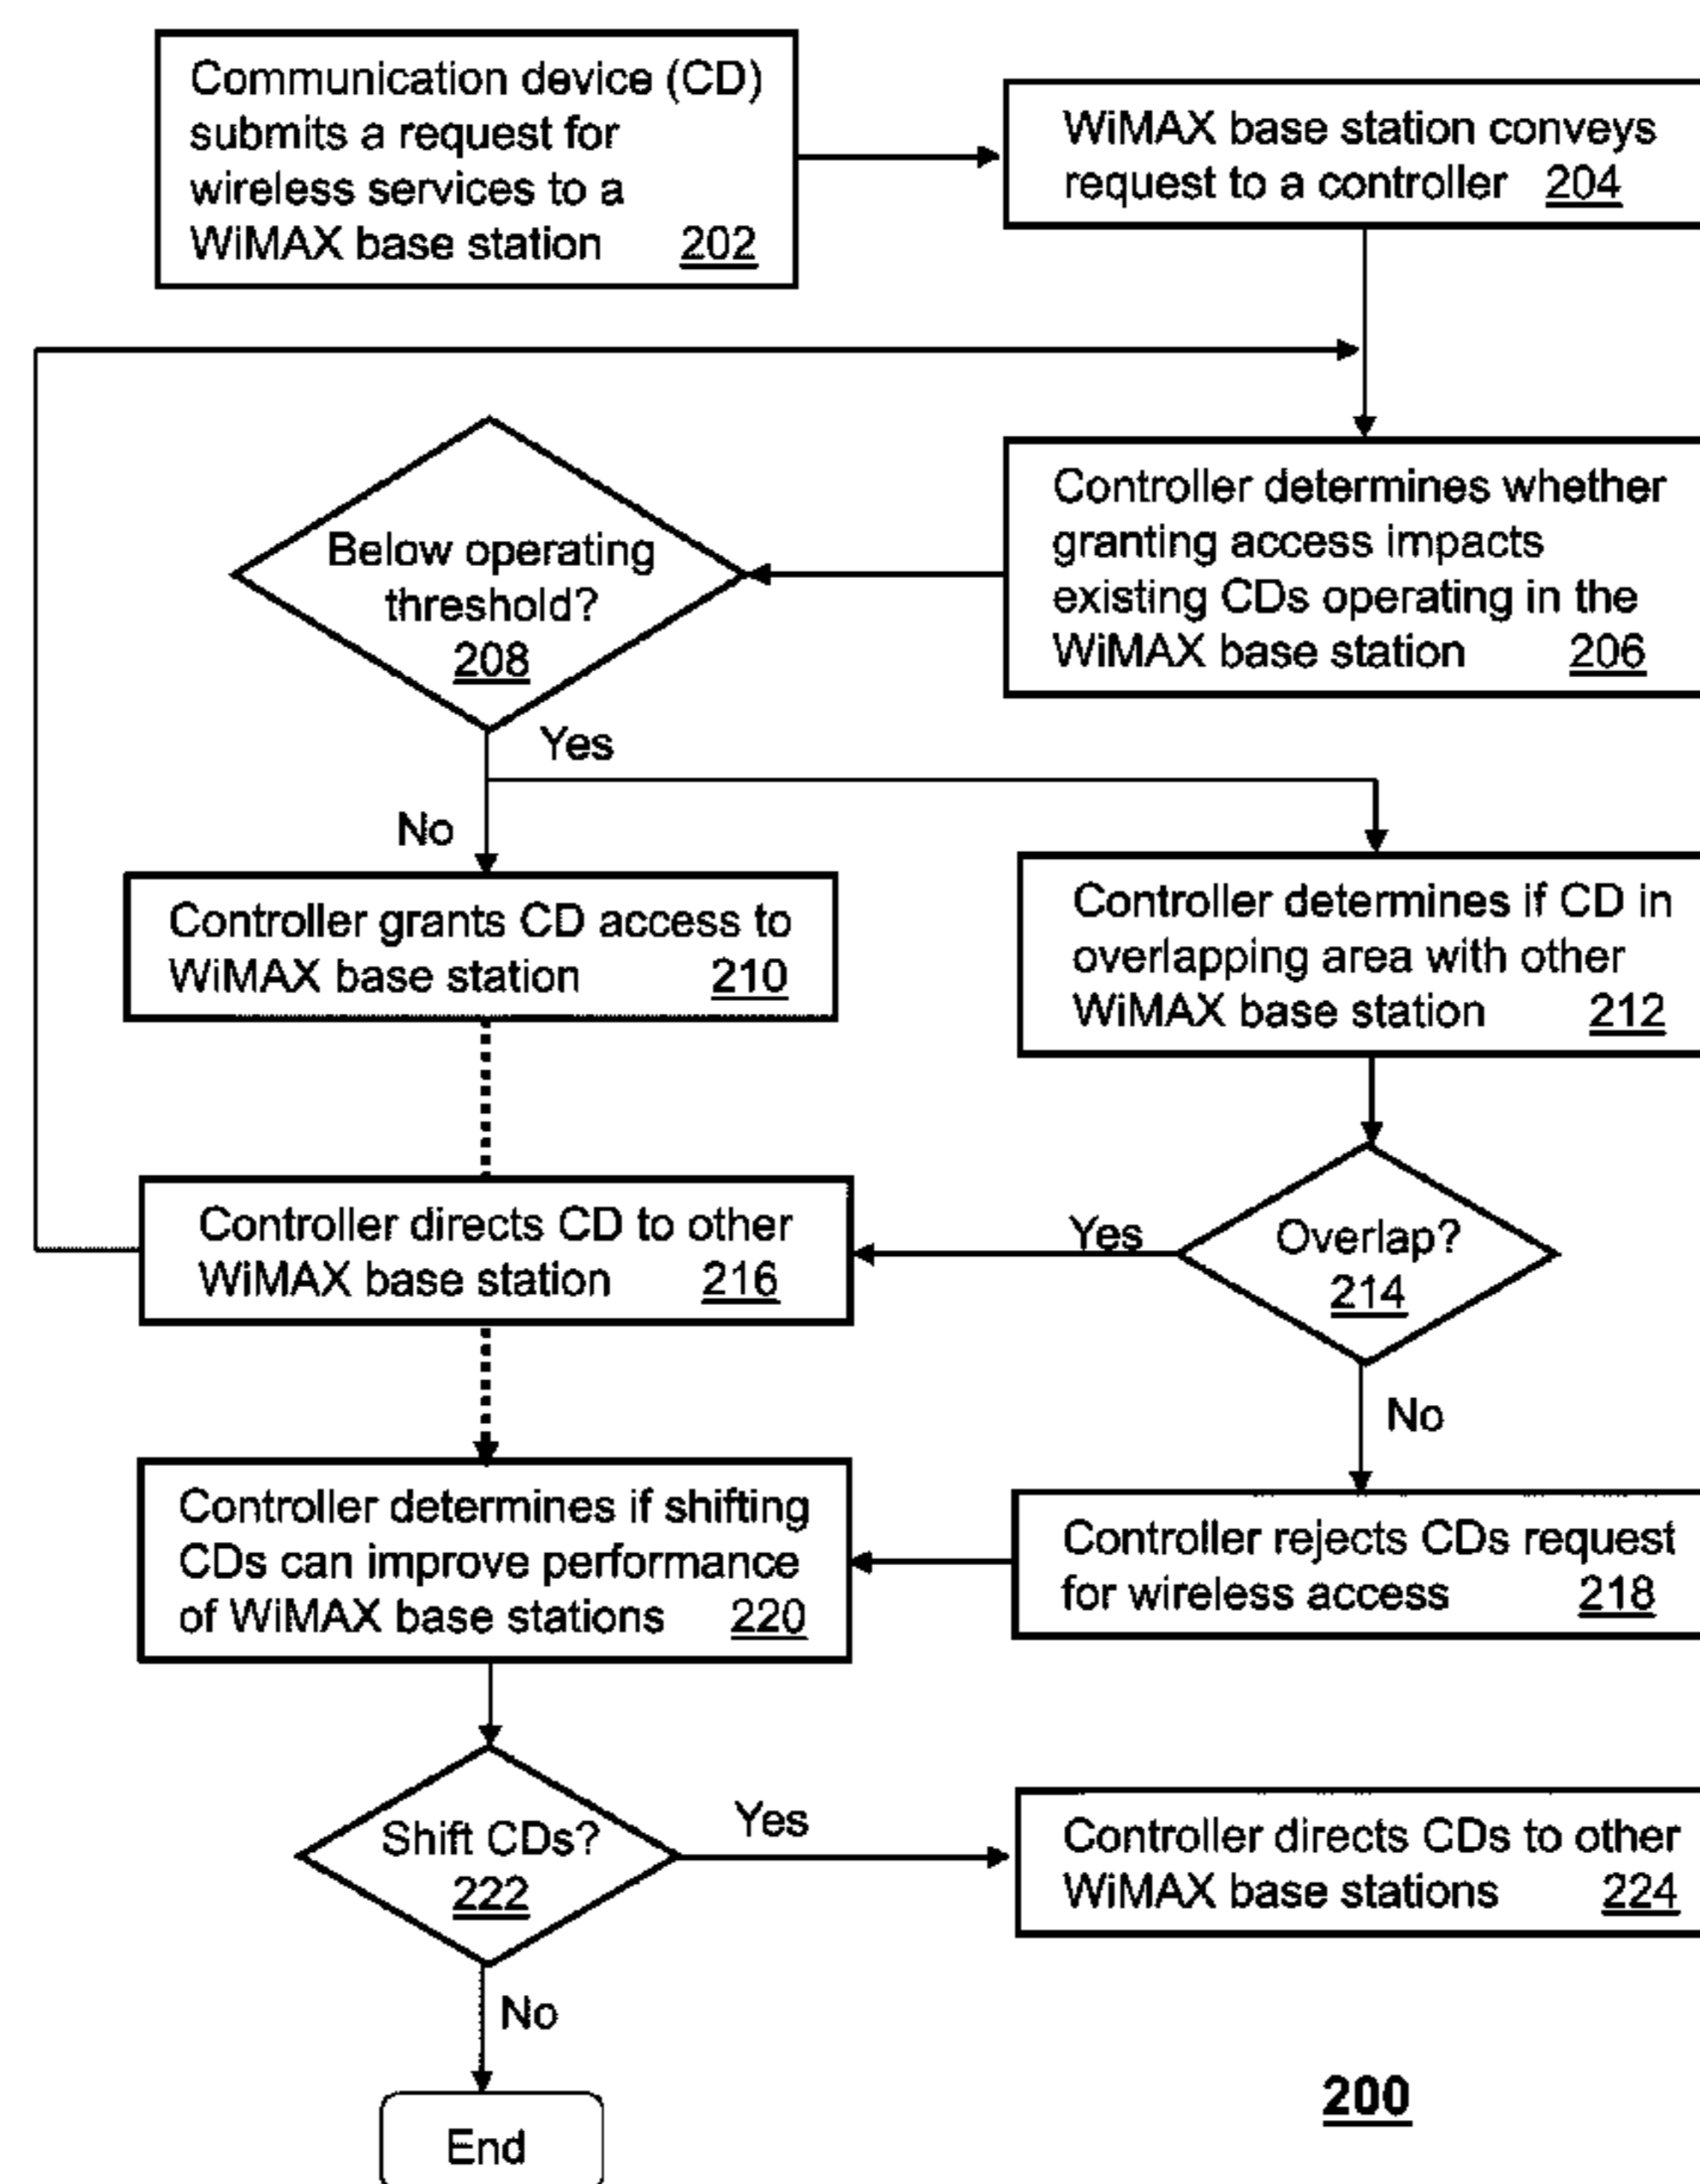 Communication device (CD)
submits a request for
wireless services to a
WiMAX base station 202
WiMAX base station conveys
request to a controller 204
Controller determines whether
granting access impacts
existing CDs operating in the
WiMAX base station 206
Below operating
threshold?
208
Yes
No
Controller grants CD access to
WiMAX base station 210
Controller determines if CD in
overlapping area with other
WiMAX base station 212
Overlap?
214
Yes
Controller directs CD to other
WiMAX base station 216
No
Controller rejects CDs request
for wireless access 218
Controller determines if shifting
CDs can improve performance
of WiMAX base stations 220
Shift CDs?
222
Yes
Controller directs CDs to other
WiMAX base stations 224
No
End
200